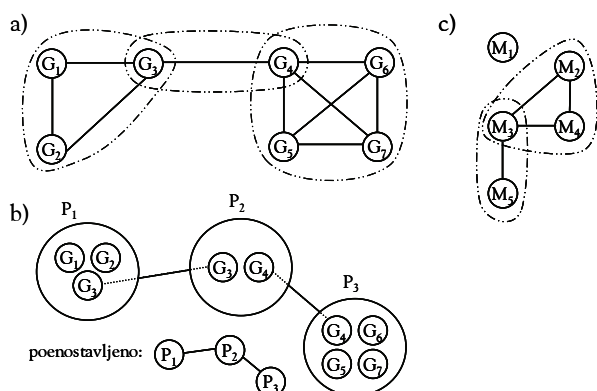 a)
G₁ G₃ G₄ G₆
G₂ G₅ G₇
c)
M₁
M₂
M₃ M₄
M₅
b)
P₁
G₁ G₂
G₃
P₂
G₃ G₄
P₃
G₄ G₆
G₅ G₇
poenostavljeno: P₁ P₂
P₃